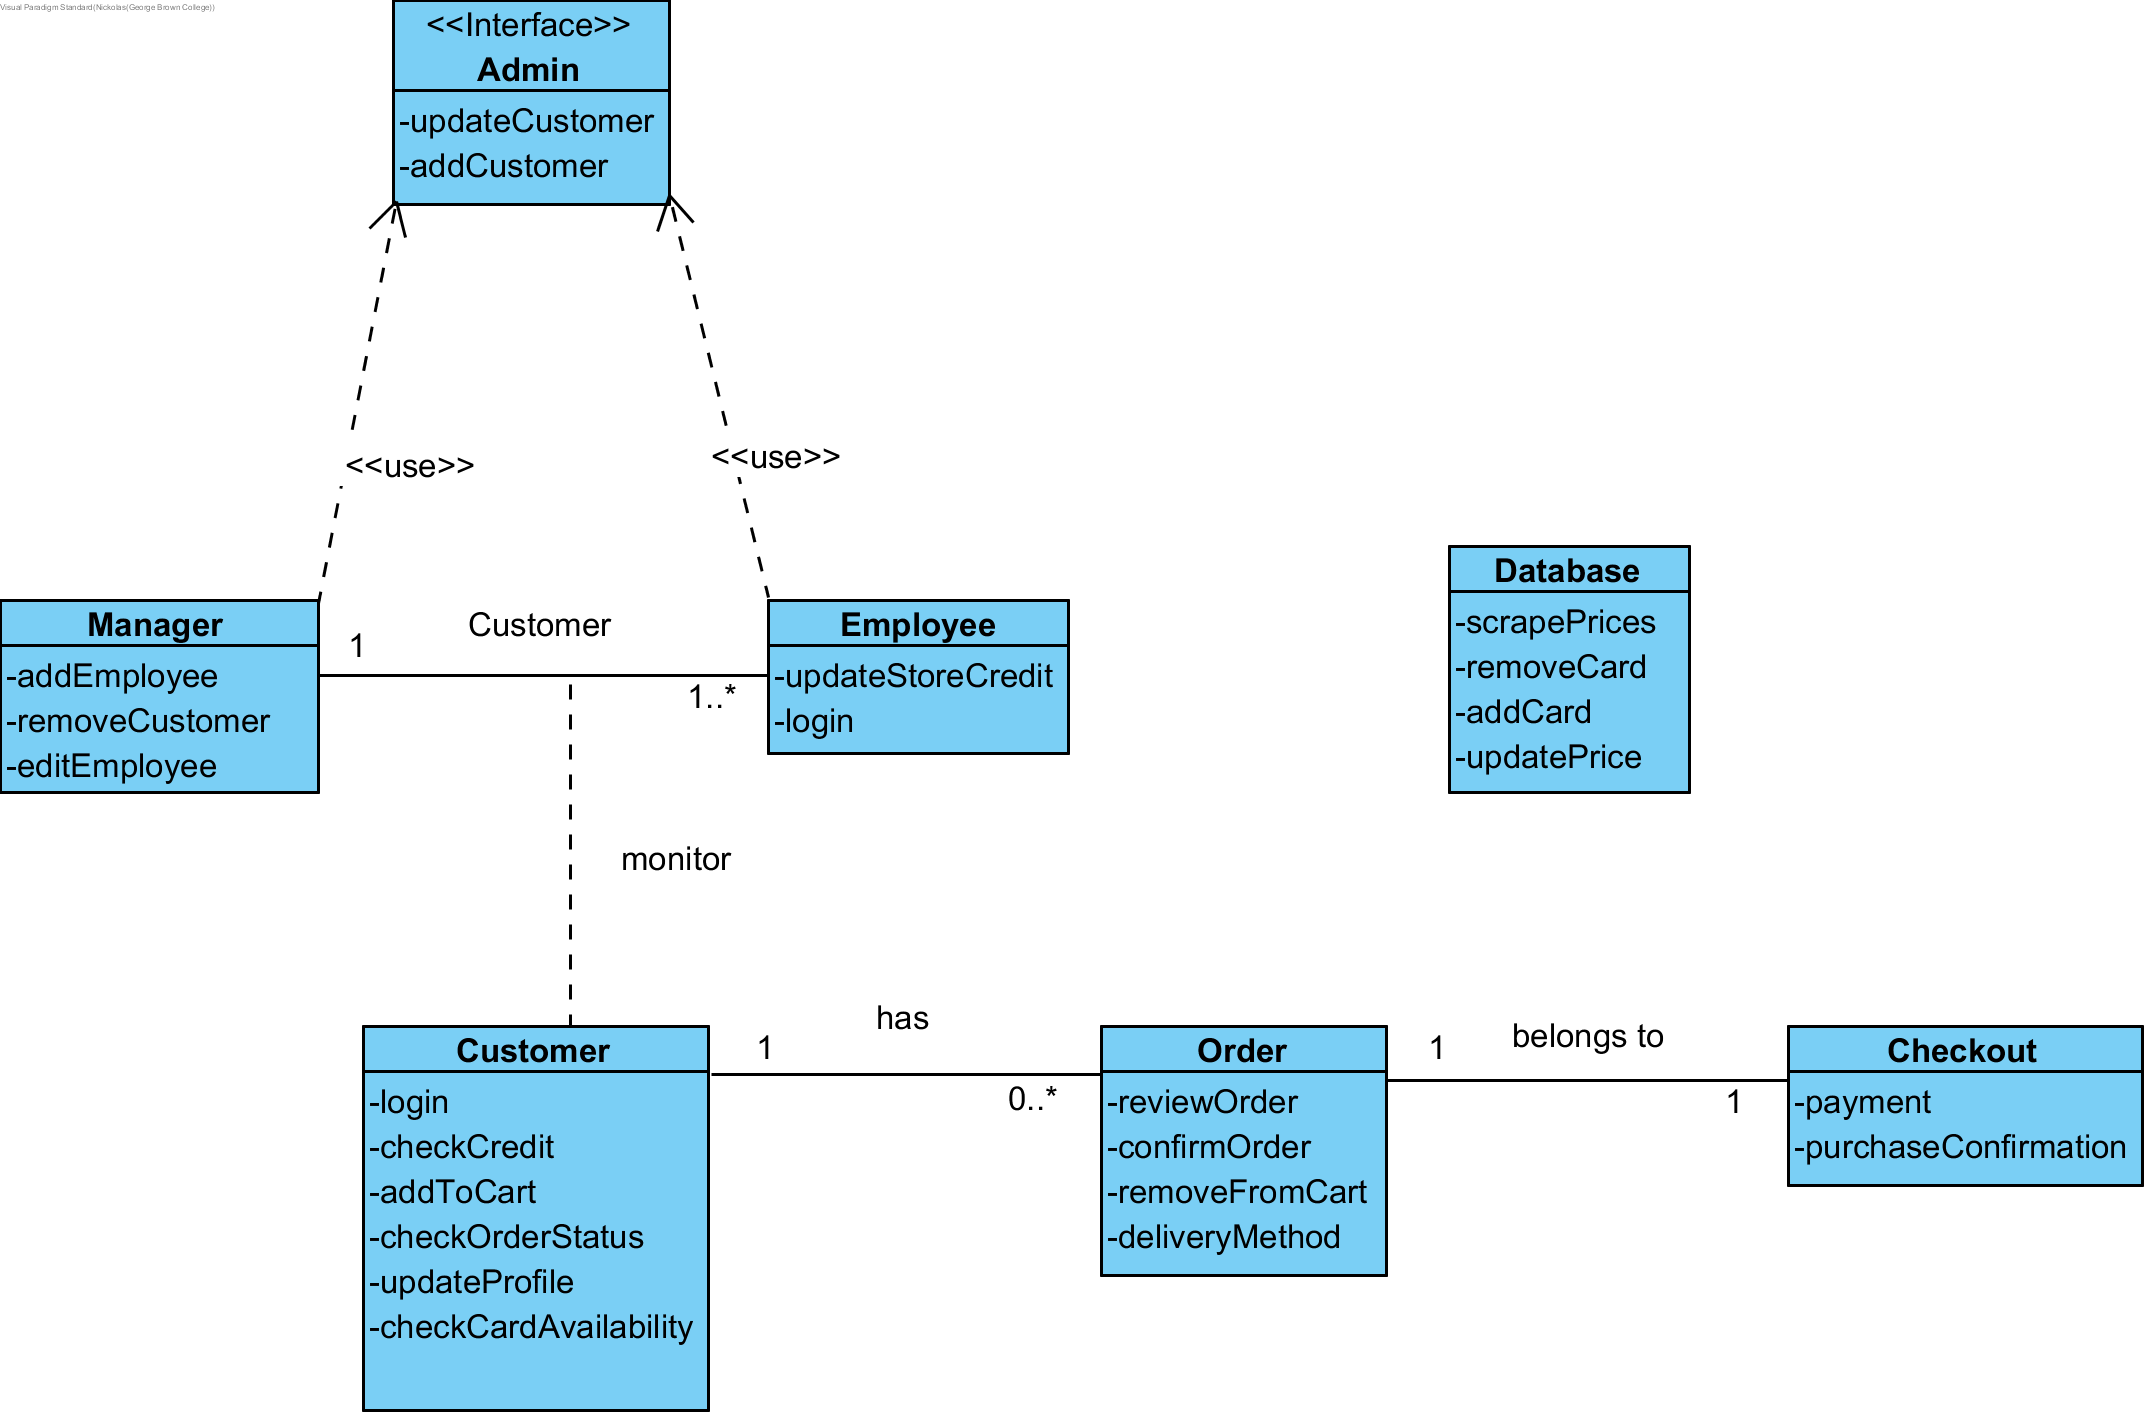 Visual Paradigm Standard(Nickolas(George Brown College))
<<Interface>>
Admin
-updateCustomer
-addCustomer
<<use>>
<<use>>
Manager
-addEmployee
-removeCustomer
-editEmployee
1
Customer
1..*
Employee
-updateStoreCredit
-login
Database
-scrapePrices
-removeCard
-addCard
-updatePrice
monitor
Customer
-login
-checkCredit
-addToCart
-checkOrderStatus
-updateProfile
-checkCardAvailability
1
has
0..*
Order
-reviewOrder
-confirmOrder
-removeFromCart
-deliveryMethod
1
belongs to
1
Checkout
-payment
-purchaseConfirmation